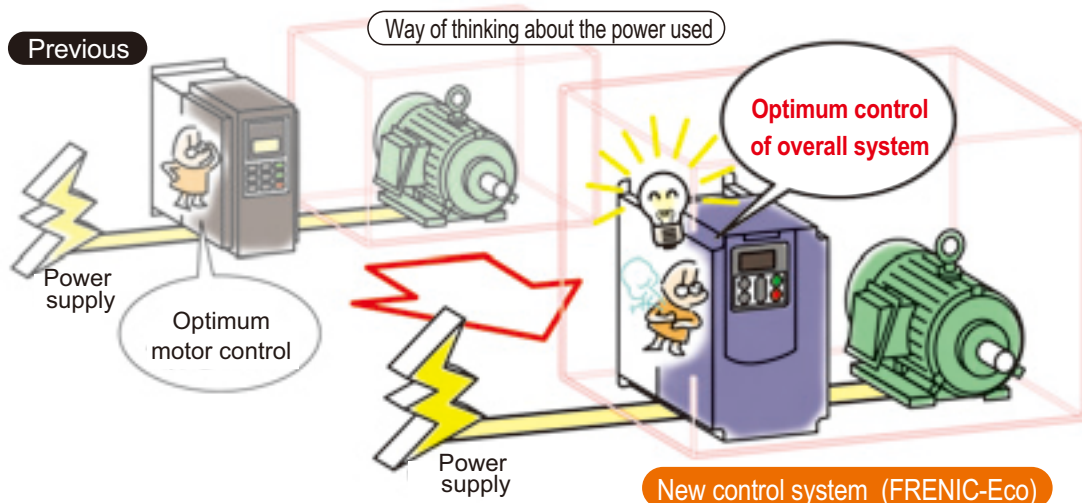 Way of thinking about the power used
Previous
Optimum control
of overall system
Power
supply
Optimum
motor control
Power
supply
New control system (FRENIC-Eco)